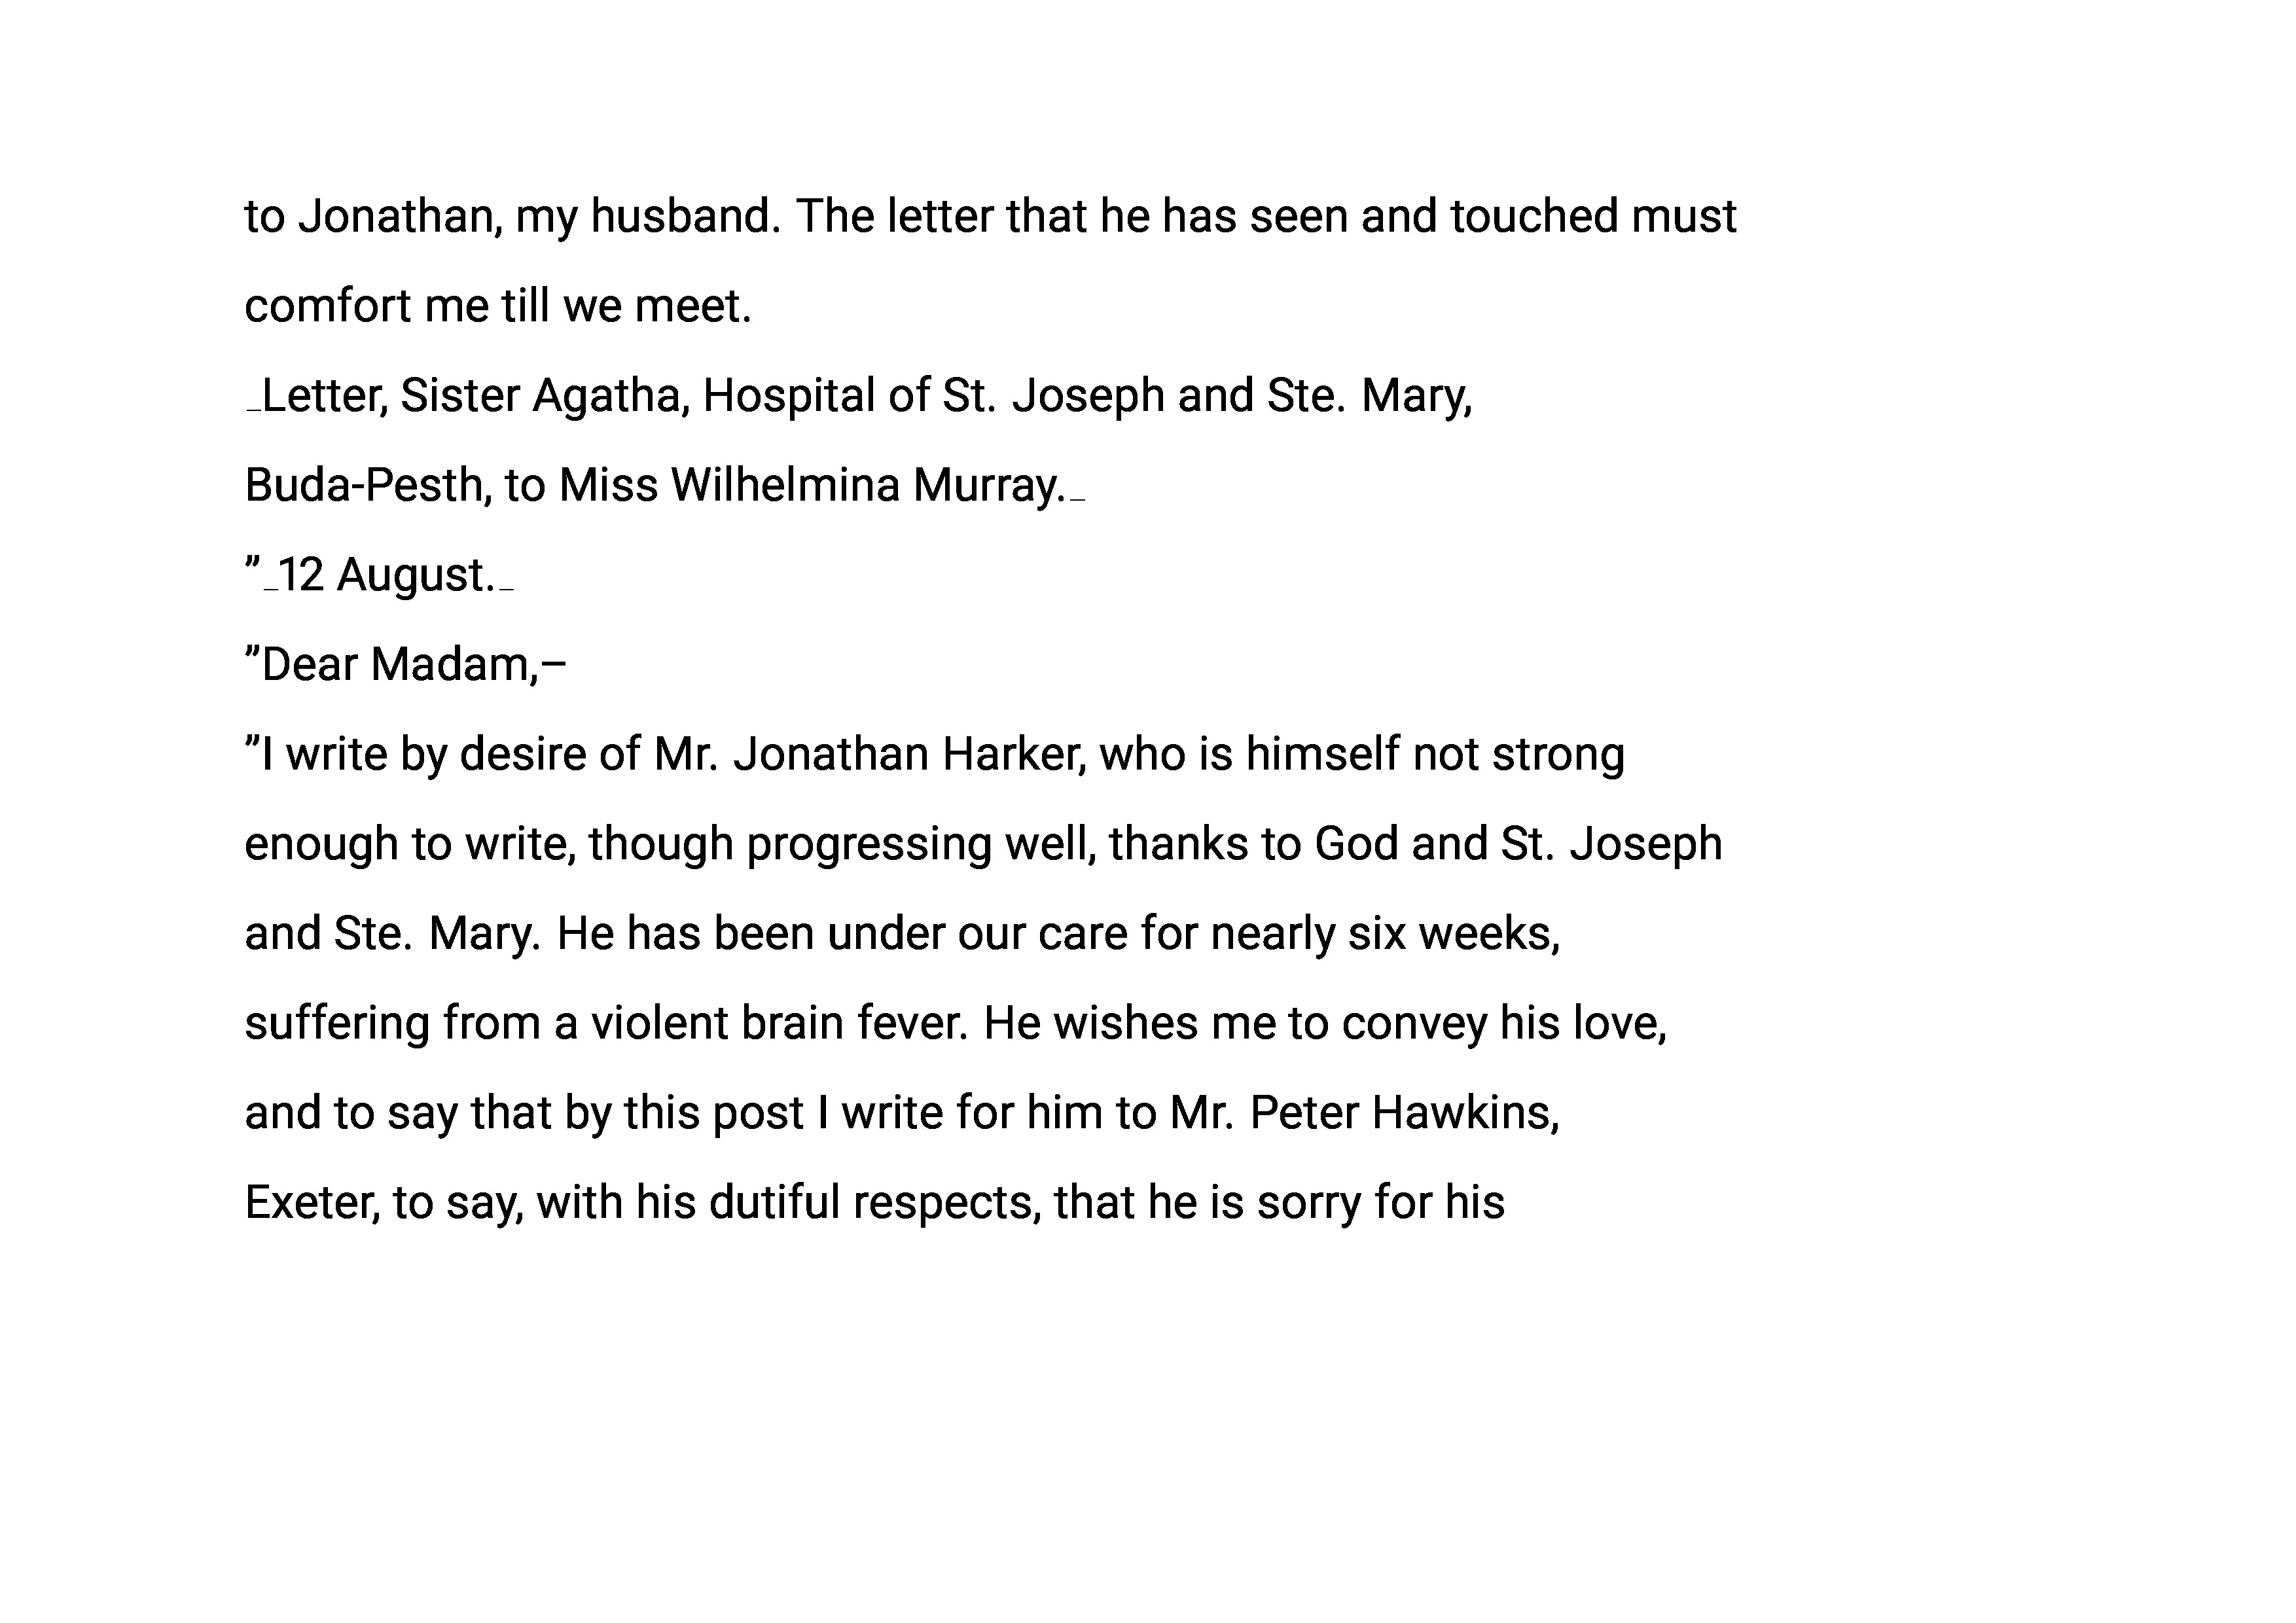 to Jonathan, my husband. The letter that he has seen and touched must
comfort me till we meet.
_Letter, Sister Agatha, Hospital of St. Joseph and Ste. Mary,
Buda-Pesth, to Miss Wilhelmina Murray._
”_12 August._
”Dear Madam,–
”I write by desire of Mr. Jonathan Harker, who is himself not strong
enough to write, though progressing well, thanks to God and St. Joseph
and Ste. Mary. He has been under our care for nearly six weeks,
suffering from a violent brain fever. He wishes me to convey his love,
and to say that by this post I write for him to Mr. Peter Hawkins,
Exeter, to say, with his dutiful respects, that he is sorry for his